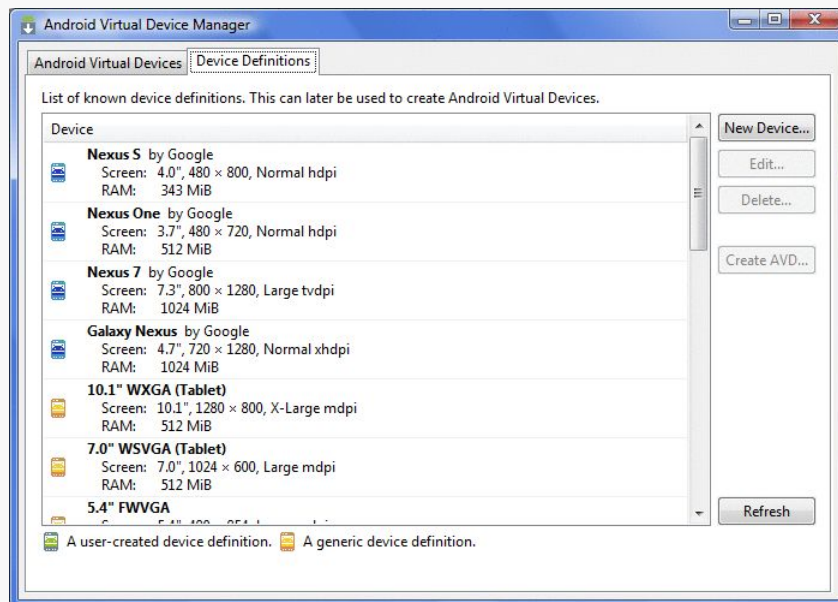 Android Virtual Device Manager
Android Virtual Devices
Device Definitions
List of known device definitions. This can later be used to create Android Virtual Devices.
Device
New Device...
Nexus S by Google
Screen: 4.0", 480 × 800, Normal hdpi
RAM: 343 MiB
Edit...
Delete...
Nexus One by Google
Screen: 3.7", 480 × 720, Normal hdpi
RAM: 512 MiB
Create AVD...
Nexus 7 by Google
Screen: 7.3", 800 × 1280, Large tvdpi
RAM: 1024 MiB
Galaxy Nexus by Google
Screen: 4.7", 720 × 1280, Normal xhdpi
RAM: 1024 MiB
10.1" WXGA (Tablet)
Screen: 10.1", 1280 × 800, X-Large mdpi
RAM: 512 MiB
7.0" WSVGA (Tablet)
Screen: 7.0", 1024 × 600, Large mdpi
RAM: 512 MiB
5.4" FWVGA
Refresh
A user-created device definition.
A generic device definition.